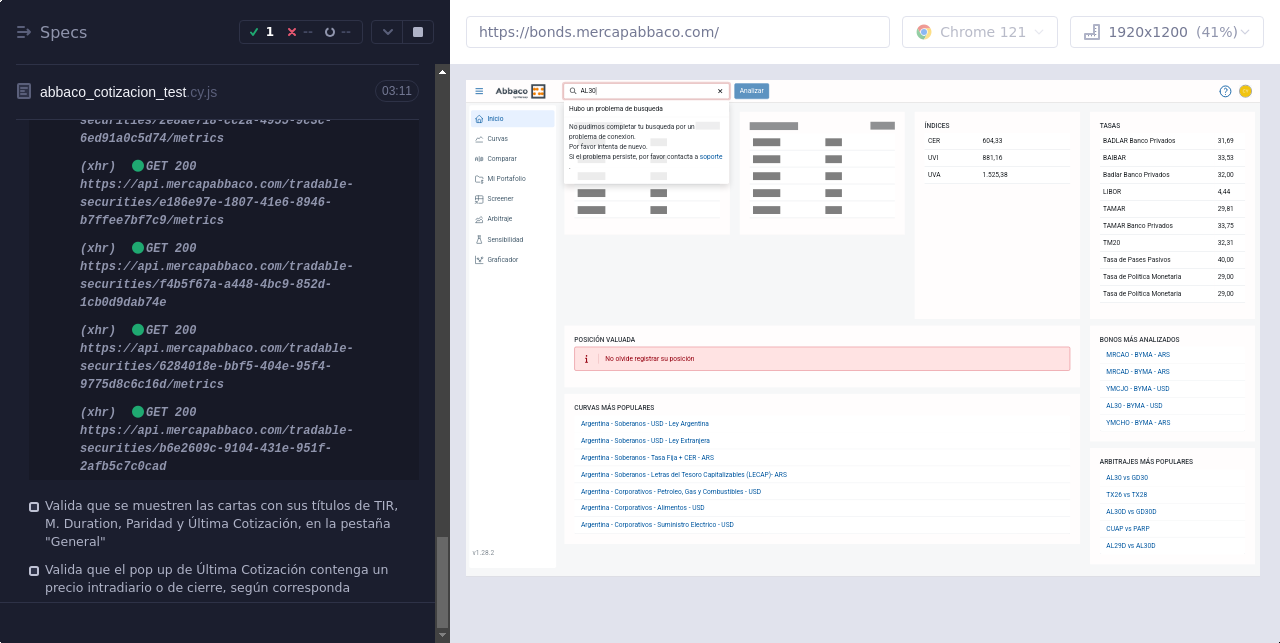 Specs
1
--
--
abbaco_cotizacion_test.cy.js
03:11
6ed91a0c5d74/metrics
(xhr) GET 200
https://api.mercapabbaco.com/tradable-
securities/e186e97e-1807-41e6-8946-
b7ffee7bf7c9/metrics
(xhr) GET 200
https://api.mercapabbaco.com/tradable-
securities/f4b5f67a-a448-4bc9-852d-
1cb0d9dab74e
(xhr) GET 200
https://api.mercapabbaco.com/tradable-
securities/6284018e-bbf5-404e-95f4-
9775d8c6c16d/metrics
(xhr) GET 200
https://api.mercapabbaco.com/tradable-
securities/b6e2609c-9104-431e-951f-
2afb5c7c0cad
Valida que se muestren las cartas con sus títulos de TIR,
M. Duration, Paridad y Última Cotización, en la pestaña
"General"
Valida que el pop up de Última Cotización contenga un
precio intradiario o de cierre, según corresponda
https://bonds.mercapabbaco.com/
Chrome 121
1920x1200 (41%)
Abbaco
AL30
Analizar
Hubo un problema de busqueda
No pudimos completar tu busqueda por un
problema de conexion.
Por favor intenta de nuevo.
Si el problema persiste, por favor contacta a soporte
.
Inicio
Curvas
Comparar
Mi Portafolio
Screener
Arbitraje
Sensibilidad
Graficador
v1.28.2
ÍNDICES
CER 604,33
UVI 881,16
UVA 1.525,38
TASAS
BADLAR Banco Privados 31,69
BAIBAR 33,53
Badlar Banco Privados 32,00
LIBOR 4,44
TAMAR 29,81
TAMAR Banco Privados 33,75
TM20 32,31
Tasa de Pases Pasivos 40,00
Tasa de Política Monetaria 29,00
Tasa de Política Monetaria 29,00
POSICIÓN VALUADA
No olvide registrar su posición
CURVAS MÁS POPULARES
Argentina - Soberanos - USD - Ley Argentina
Argentina - Soberanos - USD - Ley Extranjera
Argentina - Soberanos - Tasa Fija + CER - ARS
Argentina - Soberanos - Letras del Tesoro Capitalizables (LECAP)- ARS
Argentina - Corporativos - Petroleo, Gas y Combustibles - USD
Argentina - Corporativos - Alimentos - USD
Argentina - Corporativos - Suministro Electrico - USD
BONOS MÁS ANALIZADOS
MRCAO - BYMA - ARS
MRCAD - BYMA - ARS
YMCJO - BYMA - USD
AL30 - BYMA - USD
YMCHO - BYMA - ARS
ARBITRAJES MÁS POPULARES
AL30 vs GD30
TX26 vs TX28
AL30D vs GD30D
CUAP vs PARP
AL29D vs AL30D